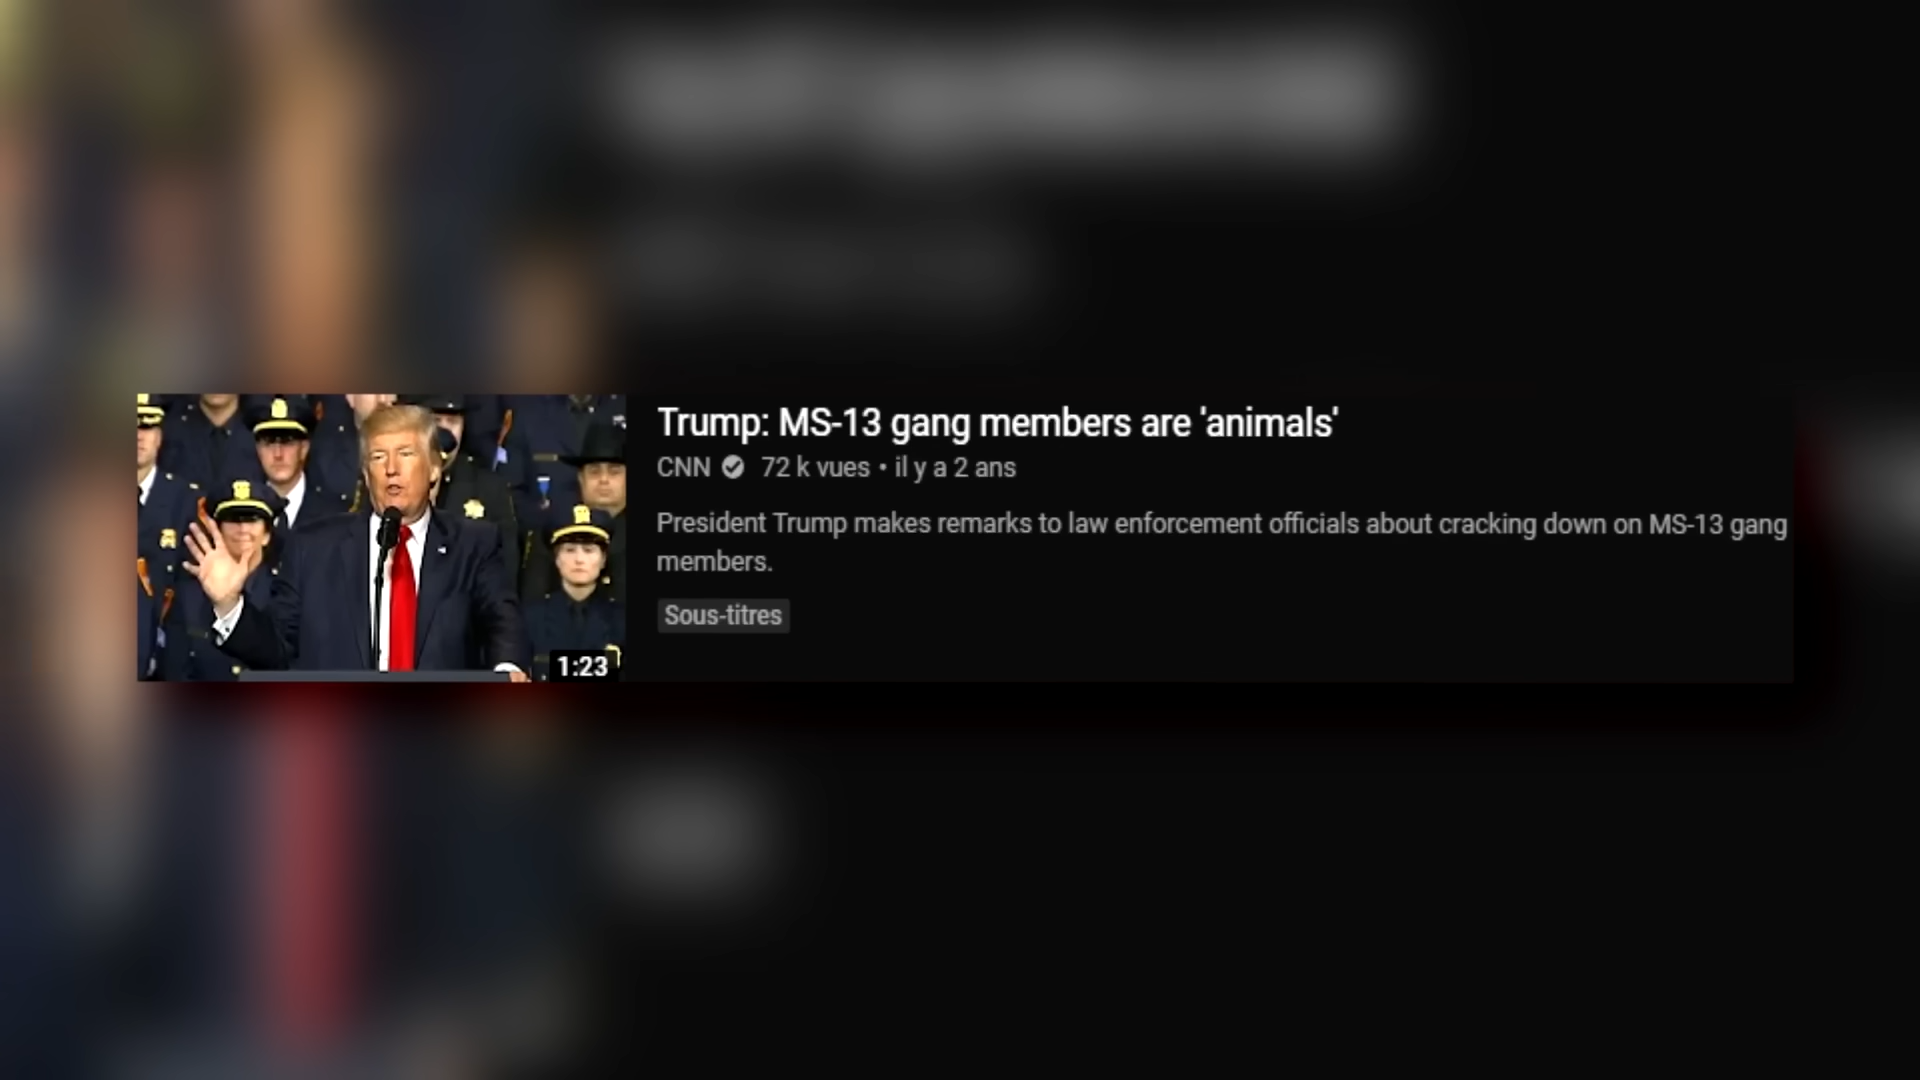 Trump: MS-13 gang members are 'animals'
CNN 72 k vues • il y a 2 ans
President Trump makes remarks to law enforcement officials about cracking down on MS-13 gang
members.
Sous-titres
1:23